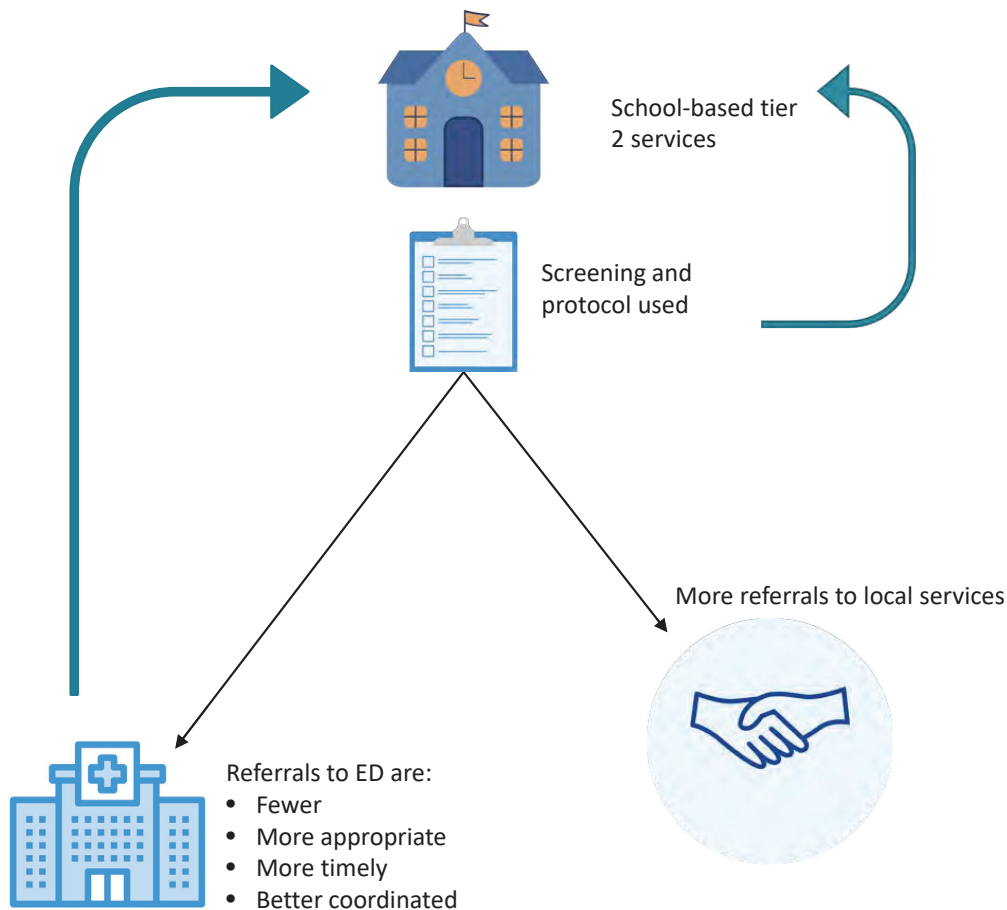 School-based tier
2 services
Screening and
protocol used
More referrals to local services
Referrals to ED are:
• Fewer
• More appropriate
• More timely
• Better coordinated